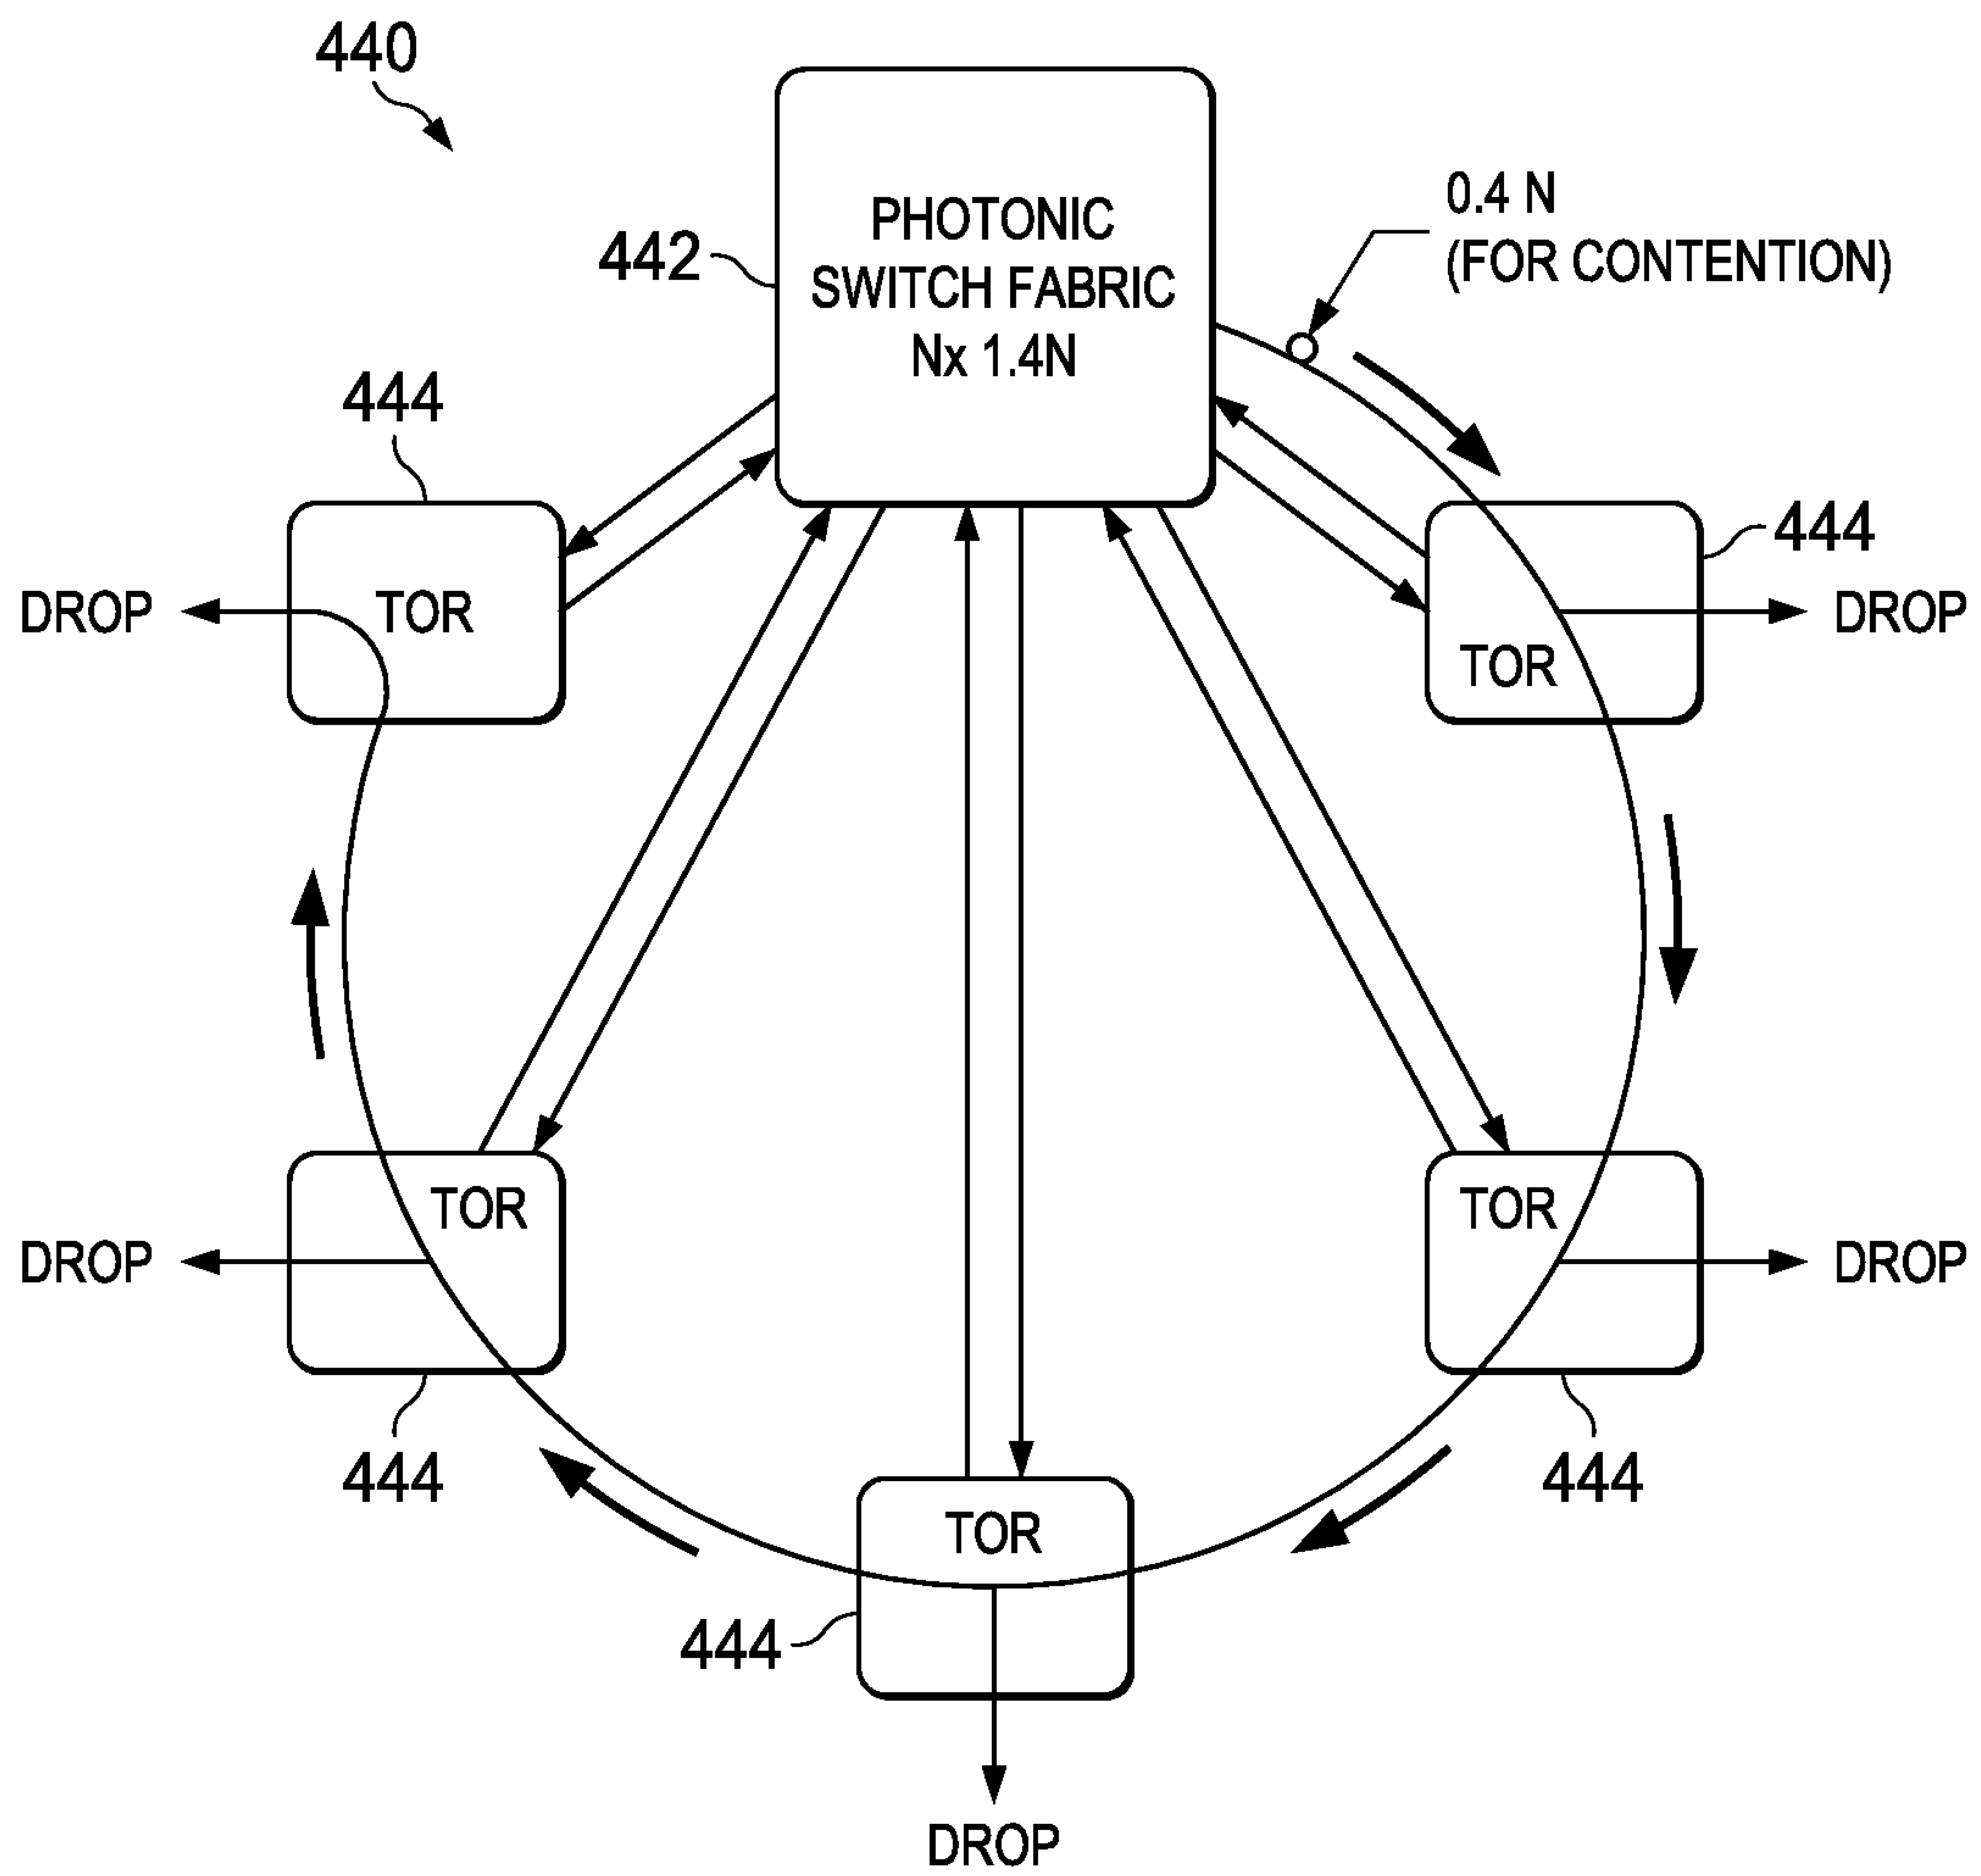 440
PHOTONIC
SWITCH FABRIC
Nx 1.4N
442
0.4 N
(FOR CONTENTION)
444
444
DROP
TOR
TOR
DROP
TOR
TOR
DROP
DROP
444
444
TOR
444
DROP